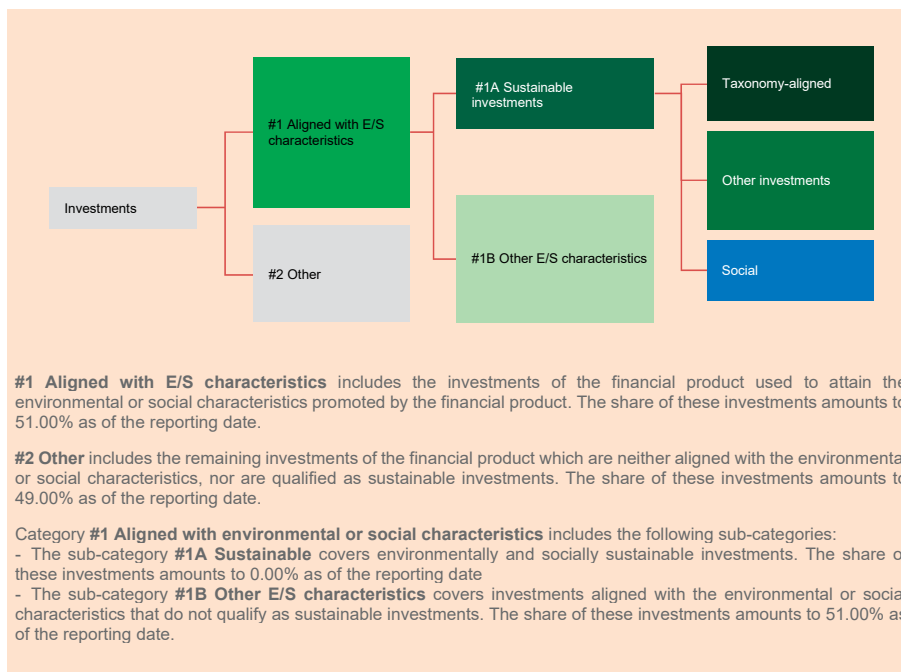 Investments
#1 Aligned with E/S
characteristics
#2 Other
#1A Sustainable
investments
#1B Other E/S characteristics
Taxonomy-aligned
Other investments
Social
#1 Aligned with E/S characteristics includes the investments of the financial product used to attain the
environmental or social characteristics promoted by the financial product. The share of these investments amounts to
51.00% as of the reporting date.
#2 Other includes the remaining investments of the financial product which are neither aligned with the environmental
or social characteristics, nor are qualified as sustainable investments. The share of these investments amounts to
49.00% as of the reporting date.
Category #1 Aligned with environmental or social characteristics includes the following sub-categories:
- The sub-category #1A Sustainable covers environmentally and socially sustainable investments. The share of
these investments amounts to 0.00% as of the reporting date
- The sub-category #1B Other E/S characteristics covers investments aligned with the environmental or social
characteristics that do not qualify as sustainable investments. The share of these investments amounts to 51.00% as
of the reporting date.